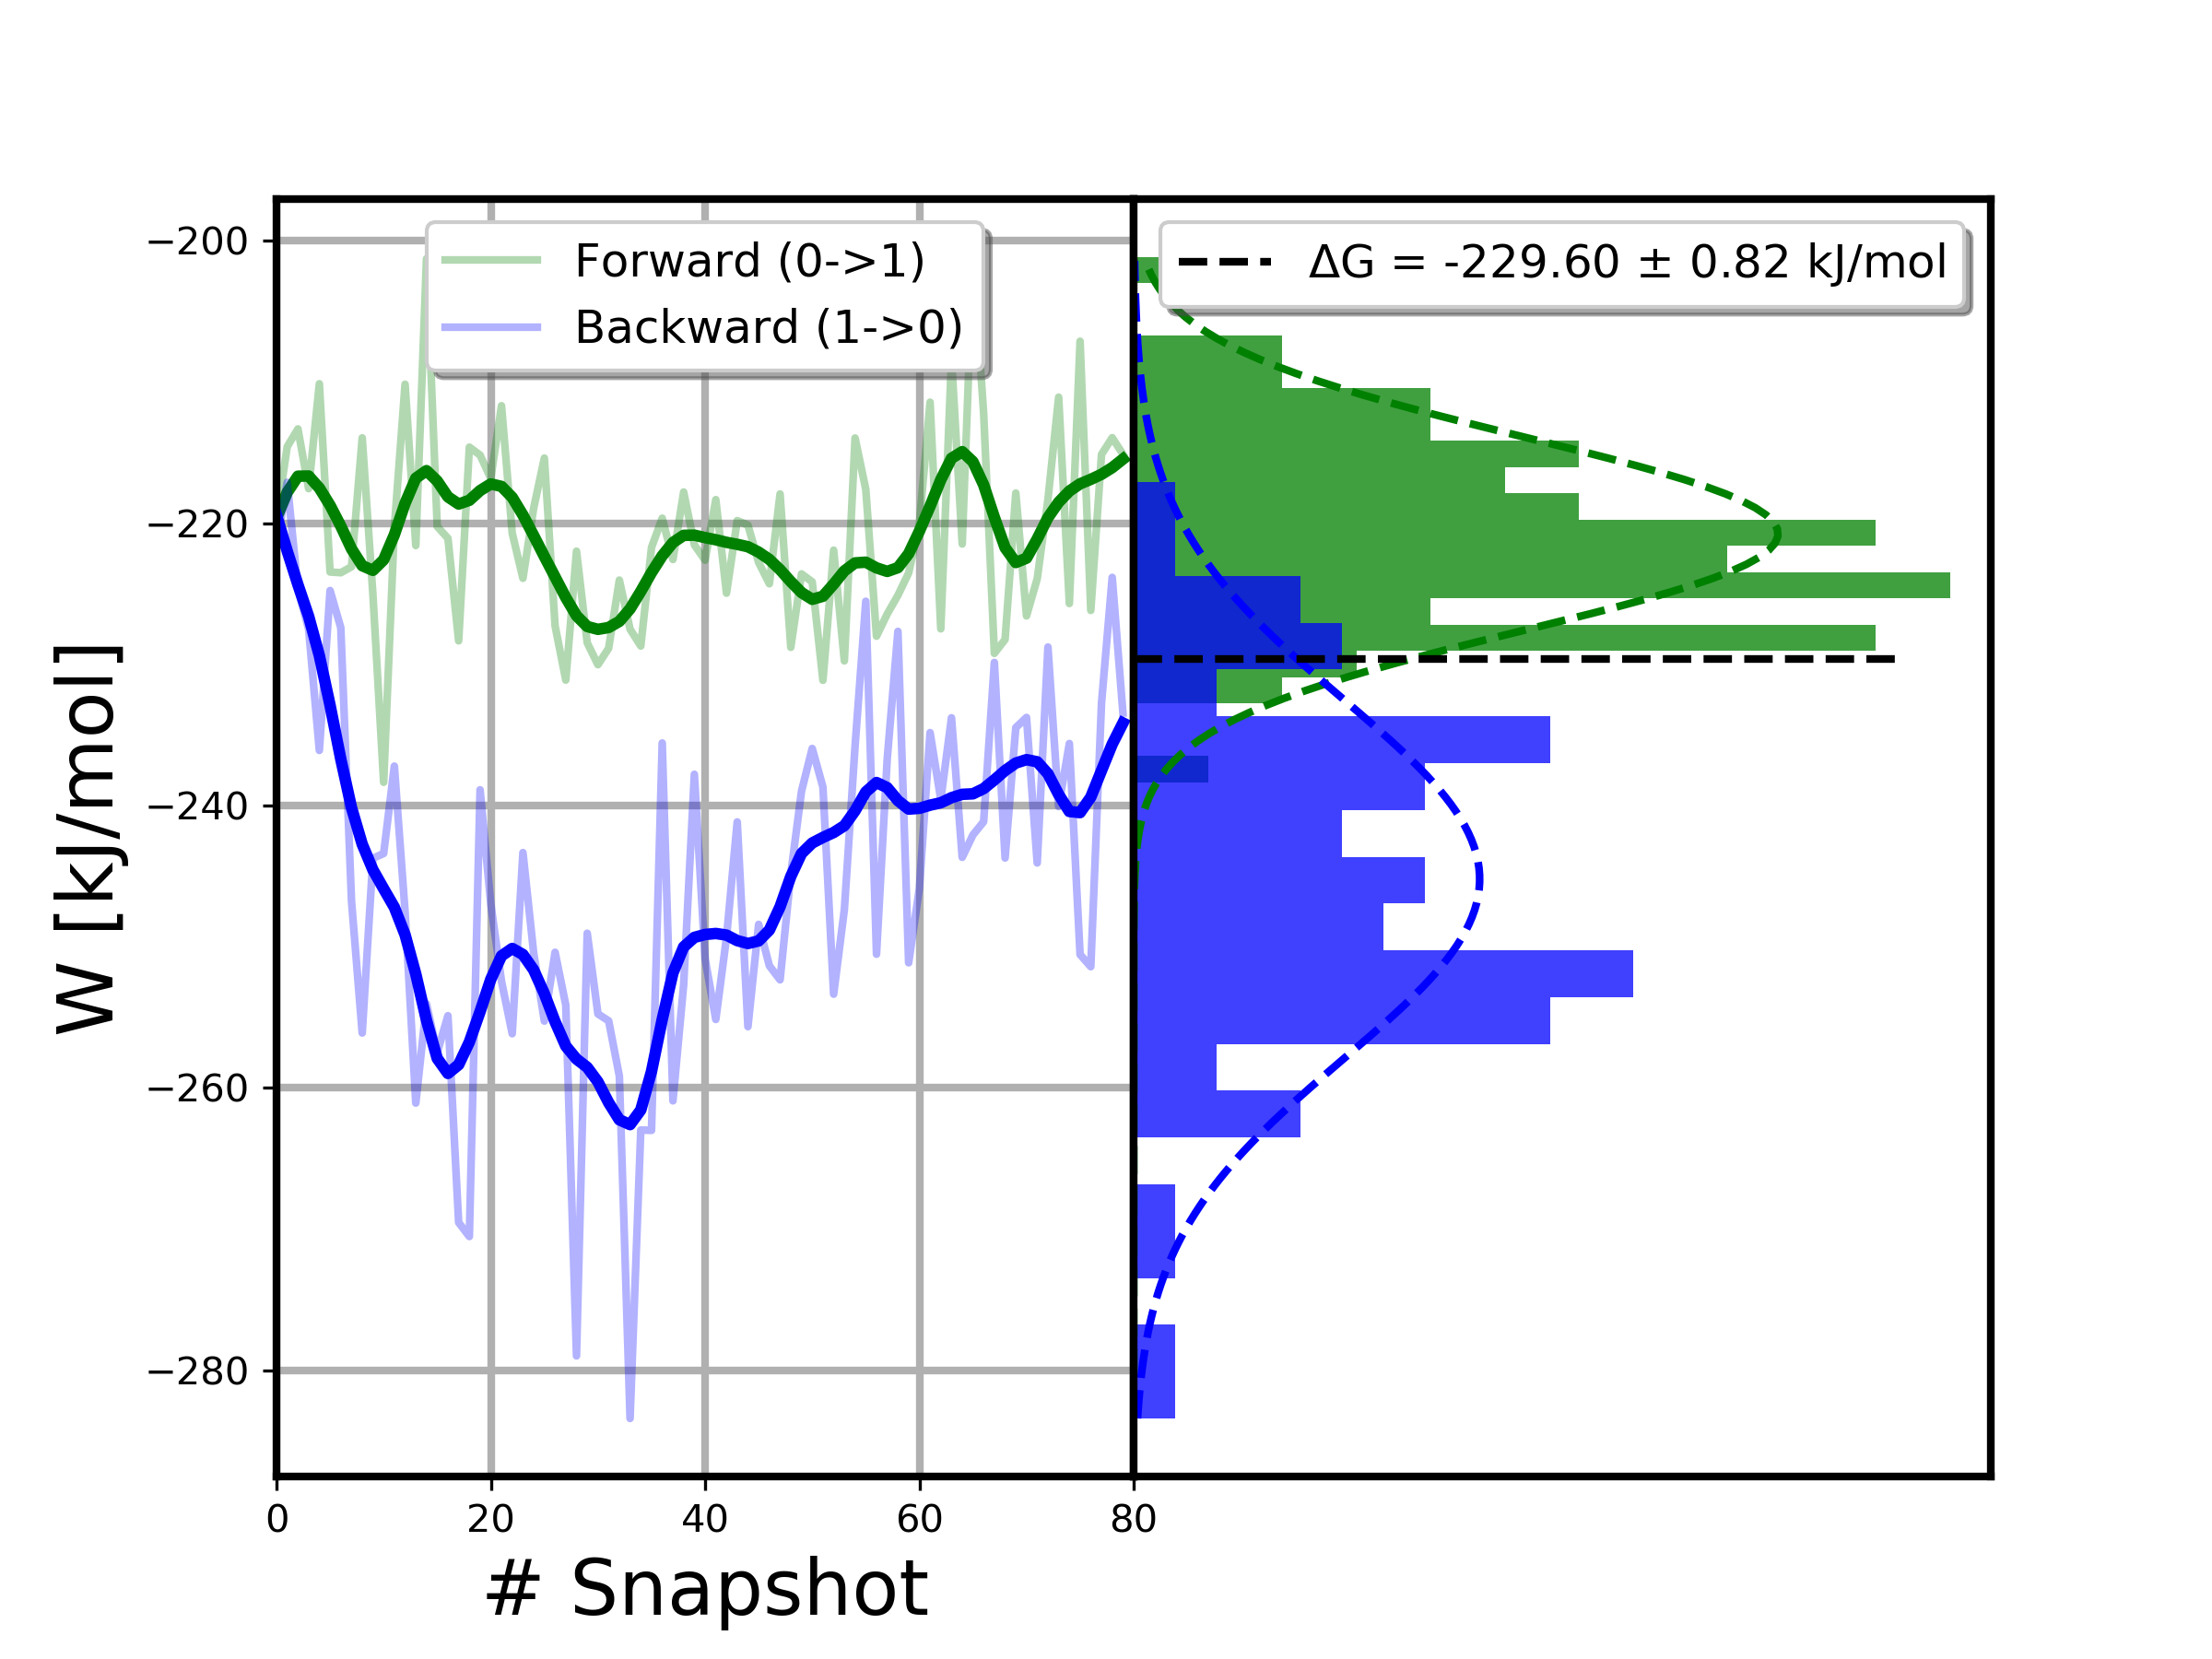 Forward (0->1)
Backward (1->0)
ΔG = -229.60 ± 0.82 kJ/mol
W [kJ/mol]
−200
−220
−240
−260
−280
0 20 40 60 80
# Snapshot